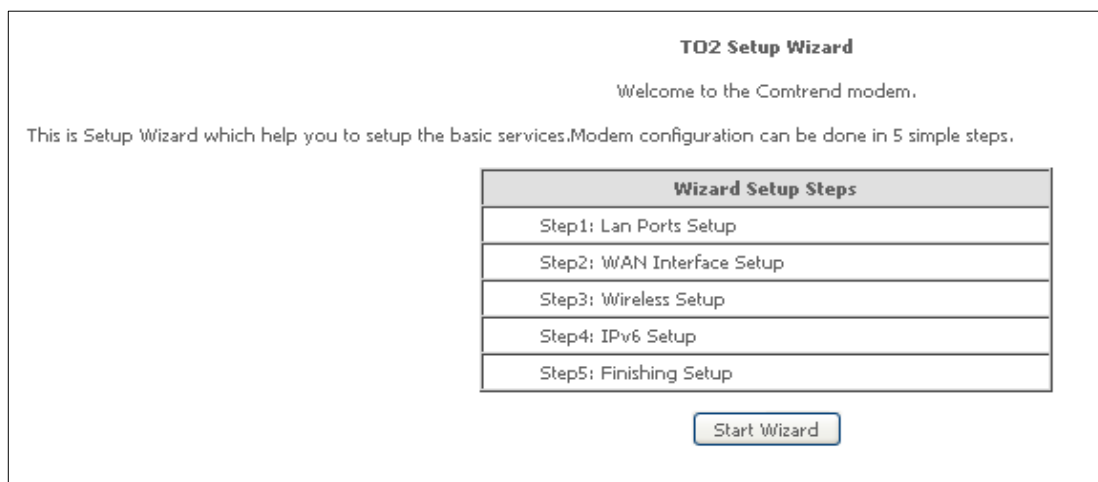 TO2 Setup Wizard
Welcome to the Comtrend modem.
This is Setup Wizard which help you to setup the basic services.Modem configuration can be done in 5 simple steps.
Wizard Setup Steps
Step1: Lan Ports Setup
Step2: WAN Interface Setup
Step3: Wireless Setup
Step4: IPv6 Setup
Step5: Finishing Setup
Start Wizard